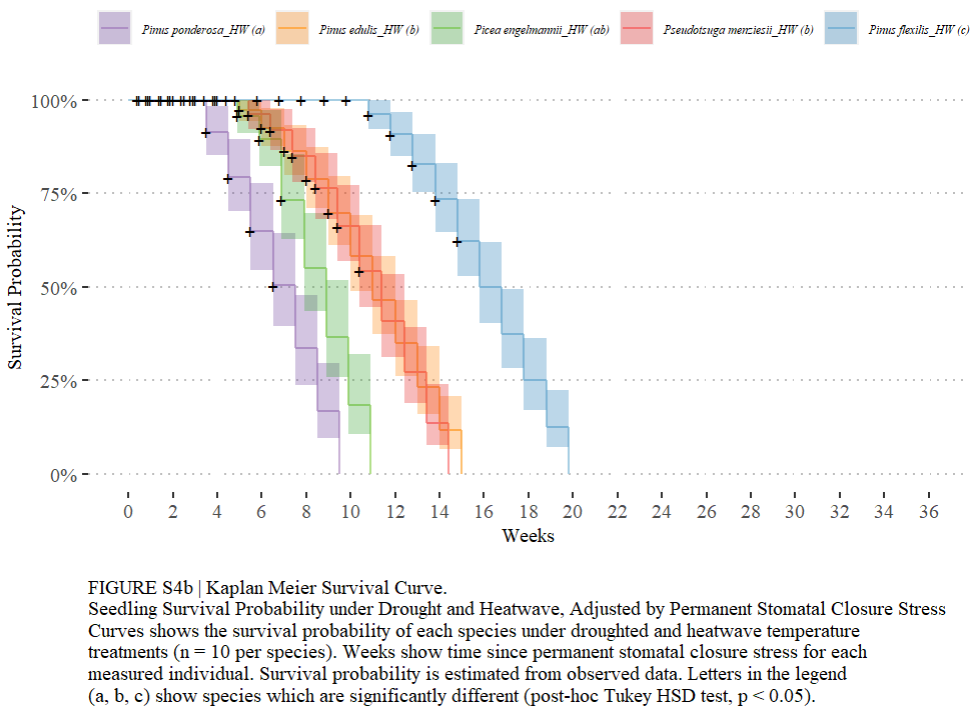 Pinus ponderosa_HW (a) Pinus edulis_HW (b) Picea engelmannii_HW (ab) Pseudotsuga menziesii_HW (b) Pinus flexilis_HW (c)
100%
75%
50%
25%
0%
Survival Probability
0 2 4 6 8 10 12 14 16 18 20 22 24 26 28 30 32 34 36
Weeks
FIGURE S4b | Kaplan Meier Survival Curve.
Seedling Survival Probability under Drought and Heatwave, Adjusted by Permanent Stomatal Closure Stress
Curves shows the survival probability of each species under droughted and heatwave temperature
treatments (n = 10 per species). Weeks show time since permanent stomatal closure stress for each
measured individual. Survival probability is estimated from observed data. Letters in the legend
(a, b, c) show species which are significantly different (post-hoc Tukey HSD test, p < 0.05).